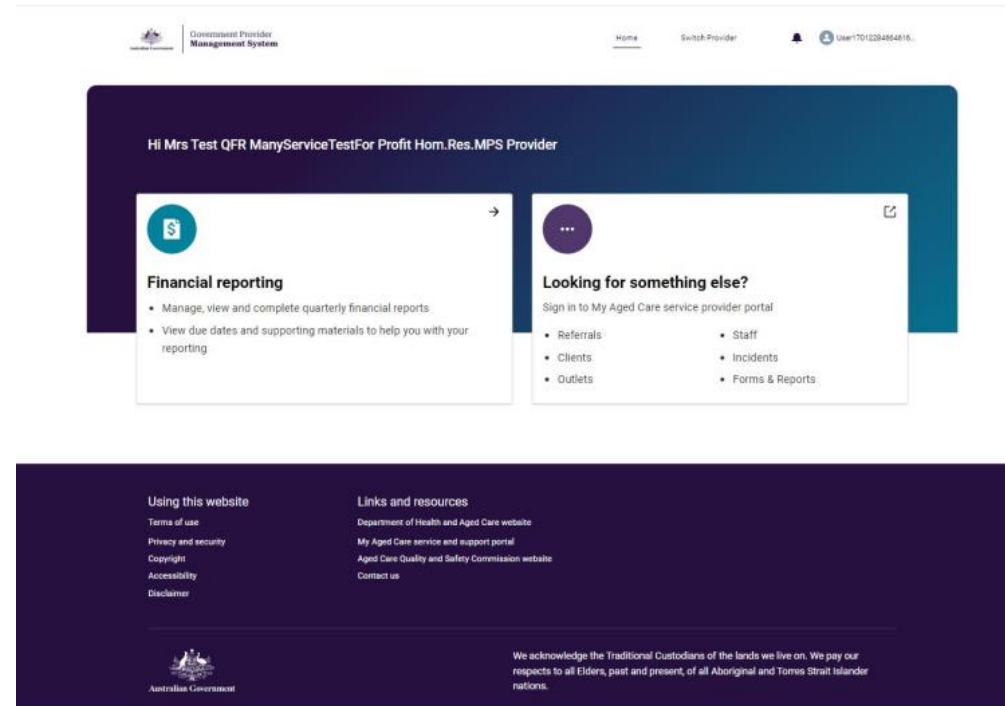 Government Provider
Management System
Home
Switch Provider
Hi Mrs Test QFR ManyServiceTestFor Profit Hom.Res.MPS Provider
Financial reporting
• Manage, view and complete quarterly financial reports
• View due dates and supporting materials to help you with your
reporting
Looking for something else?
Sign in to My Aged Care service provider portal
• Referrals
• Clients
• Outlets
• Staff
• Incidents
• Forms & Reports
Using this website
Terms of use
Privacy and security
Copyright
Accessibility
Disclaimer
Links and resources
Department of Health and Aged Care website
My Aged Care service and support portal
Aged Care Quality and Safety Commission website
Contact us
Australian Government
We acknowledge the Traditional Custodians of the lands we live on. We pay our
respects to all Elders, past and present, of all Aboriginal and Torres Strait Islander
nations.